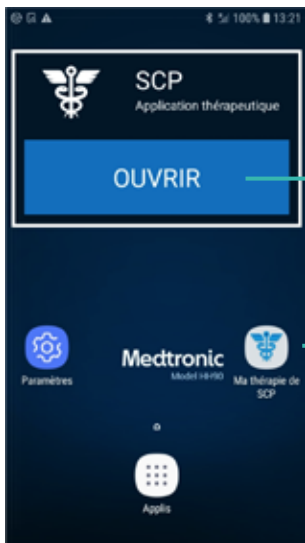 100% 13:21
SCP
Application thérapeutique
OUVRIR
Medtronic
Model HH90
Paramètres
Ma thérapie de
SCP
Applis